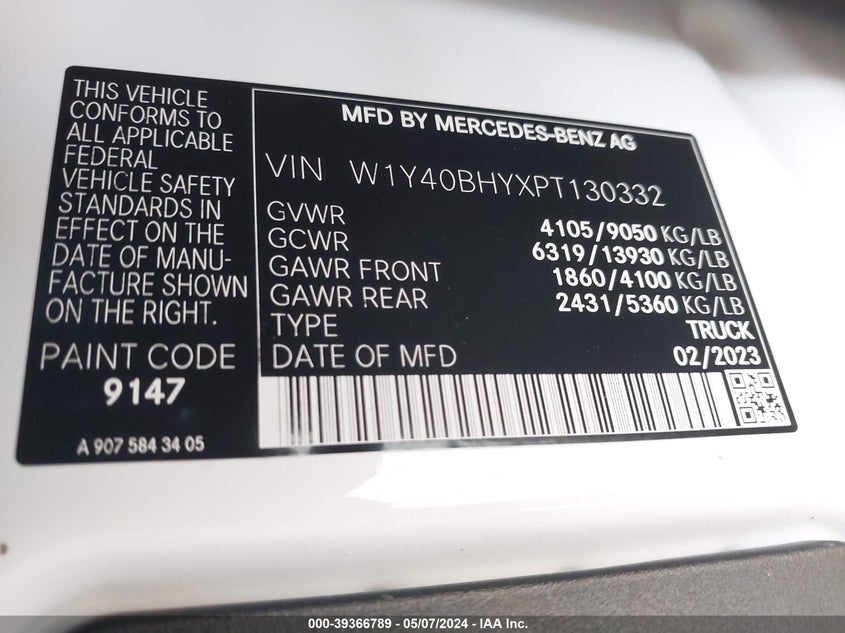 THIS VEHICLE
CONFORMS TO
ALL APPLICABLE
FEDERAL
VEHICLE SAFETY
STANDARDS IN
EFFECT ON THE
DATE OF MANU-
FACTURE SHOWN
ON THE RIGHT.
PAINT CODE
9147
A 907 584 34 05
MFD BY MERCEDES-BENZ AG
VIN W1Y40BHYXPT130332
GVWR 4105/9050 KG/LB
GCWR 6319/13930 KG/LB
GAWR FRONT 1860/4100 KG/LB
GAWR REAR 2431/5360 KG/LB
TYPE TRUCK
DATE OF MFD 02/2023
000-39366789 - 05/07/2024 - IAA Inc.